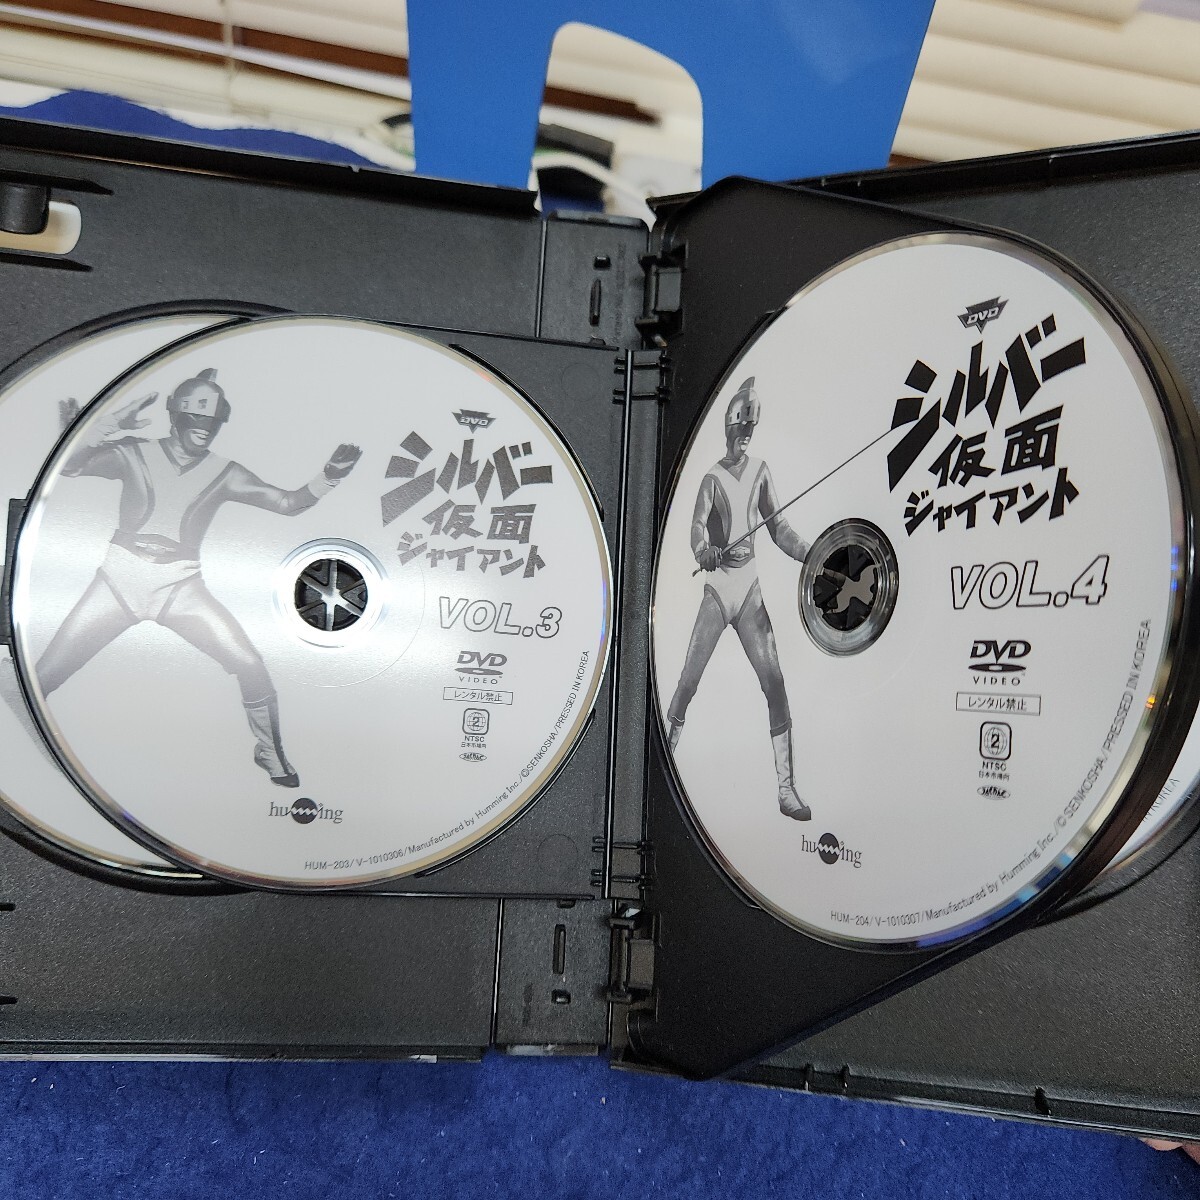 DVD
シルバー
仮面
ジャイアント
VOL.3
DVD
VIDEO
レンタル禁止
2
NTSC
日本市場向
humming
HUM-203/V-1010306/Manufactured by Humming Inc./©SENKOSHA/PRESSED IN KOREA
DVD
シルバー
仮面
ジャイアント
VOL.4
DVD
VIDEO
レンタル禁止
2
NTSC
日本市場向
humming
HUM-204/V-1010307/Manufactured by Humming Inc./©SENKOSHA/PRESSED IN KOREA
KOREA